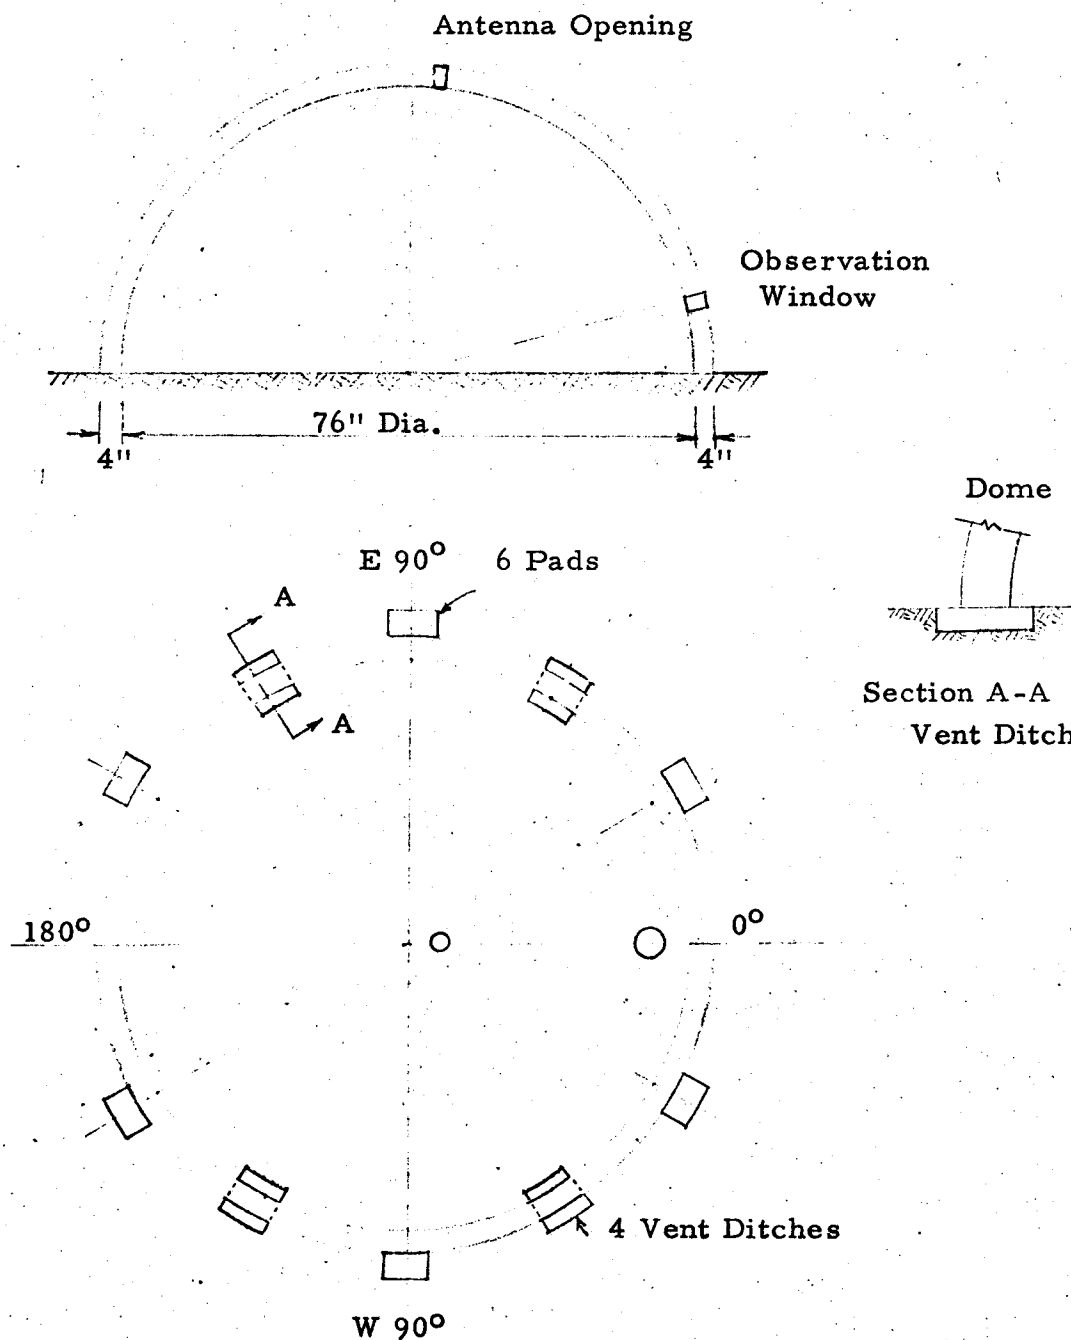 Antenna Opening
Observation
Window
76" Dia.
4"
4"
Dome
E 90°
6 Pads
A
A
Section A-A
Vent Ditch
180°
0°
4 Vent Ditches
W 90°